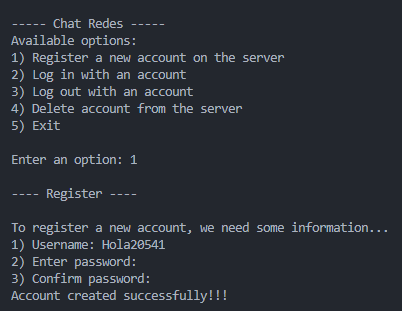 ----- Chat Redes -----
Available options:
1) Register a new account on the server
2) Log in with an account
3) Log out with an account
4) Delete account from the server
5) Exit
Enter an option: 1
---- Register ----
To register a new account, we need some information...
1) Username: Hola20541
2) Enter password:
3) Confirm password:
Account created successfully!!!